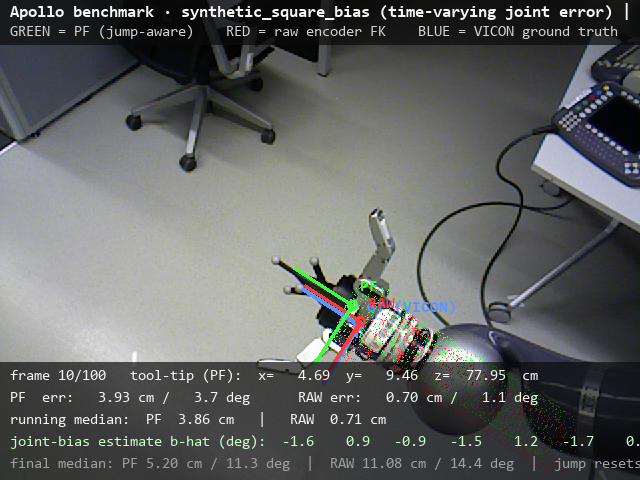 Apollo benchmark · synthetic_square_bias (time-varying joint error) |
GREEN = PF (jump-aware)    RED = raw encoder FK    BLUE = VICON ground truth
(VICON)
frame 10/100   tool-tip (PF):  x=   4.69  y=   9.46  z=  77.95  cm
PF  err:   3.93 cm /   3.7 deg      RAW err:   0.70 cm /   1.1 deg
running median:  PF  3.86 cm   |   RAW  0.71 cm
joint-bias estimate b-hat (deg):  -1.6    0.9   -0.9   -1.5    1.2   -1.7    0.
final median: PF 5.20 cm / 11.3 deg  |  RAW 11.08 cm / 14.4 deg  |  jump resets